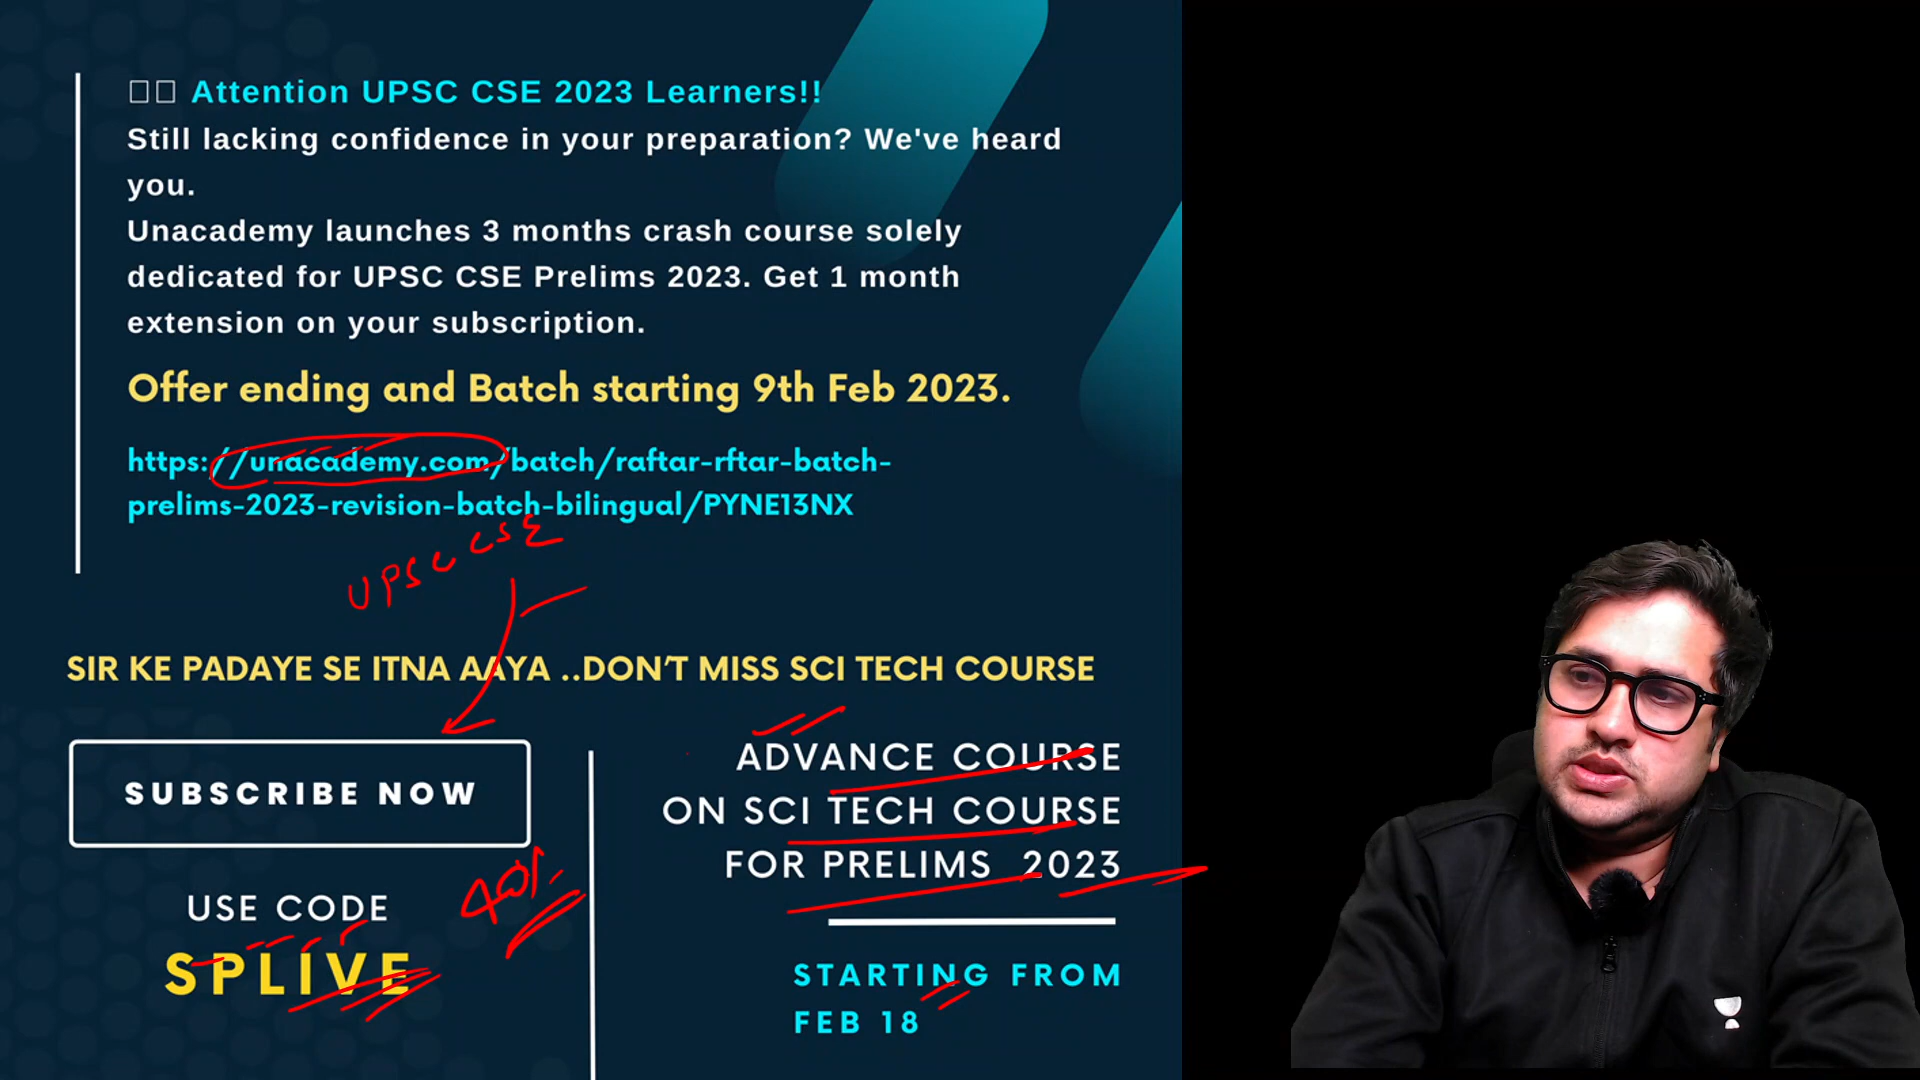 Attention UPSC CSE 2023 Learners!!
Still lacking confidence in your preparation? We've heard
you.
Unacademy launches 3 months crash course solely
dedicated for UPSC CSE Prelims 2023. Get 1 month
extension on your subscription.
Offer ending and Batch starting 9th Feb 2023.
https://unacademy.com/batch/raftar-rftar-batch-
prelims-2023-revision-batch-bilingual/PYNE13NX
UPSC CSE
SIR KE PADAYE SE ITNA AAYA ..DON'T MISS SCI TECH COURSE
SUBSCRIBE NOW
USE CODE
SPLIVE
40%
ADVANCE COURSE
ON SCI TECH COURSE
FOR PRELIMS 2023
STARTING FROM
FEB 18